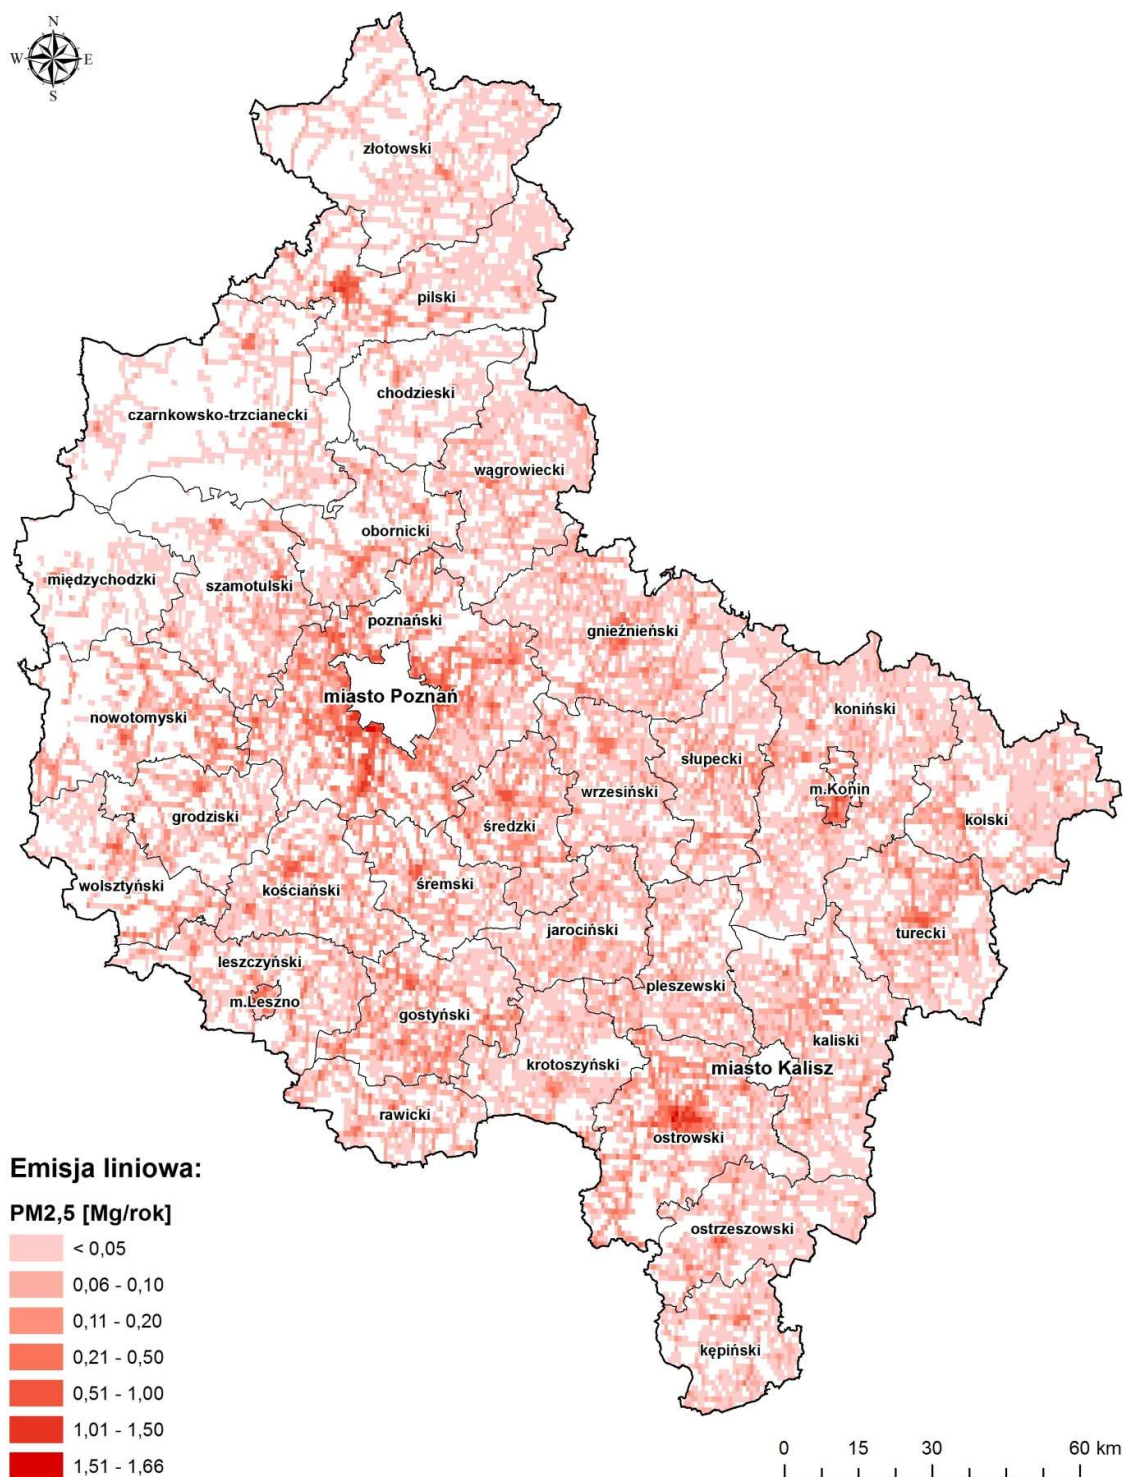 N
W E
S
złotowski
pilski
chodzieski
czarnkowsko-trzcianecki
wągrowiecki
obornicki
międzychodzki
szamotulski
poznański
gnieźnieński
miasto Poznań
nowotomyski
koniński
słupecki
m.Konin
wrzesiński
grodziski
średzki
kolski
wolsztyński
kościański
śremski
jarociński
turecki
leszczyński
pleszewski
m.Leszno
gostyński
kaliski
krotoszyński
miasto Kalisz
rawicki
ostrowski
ostrzeszowski
kępiński
Emisja liniowa:
PM2,5 [Mg/rok]
< 0,05
0,06 - 0,10
0,11 - 0,20
0,21 - 0,50
0,51 - 1,00
1,01 - 1,50
1,51 - 1,66
0 15 30 60 km